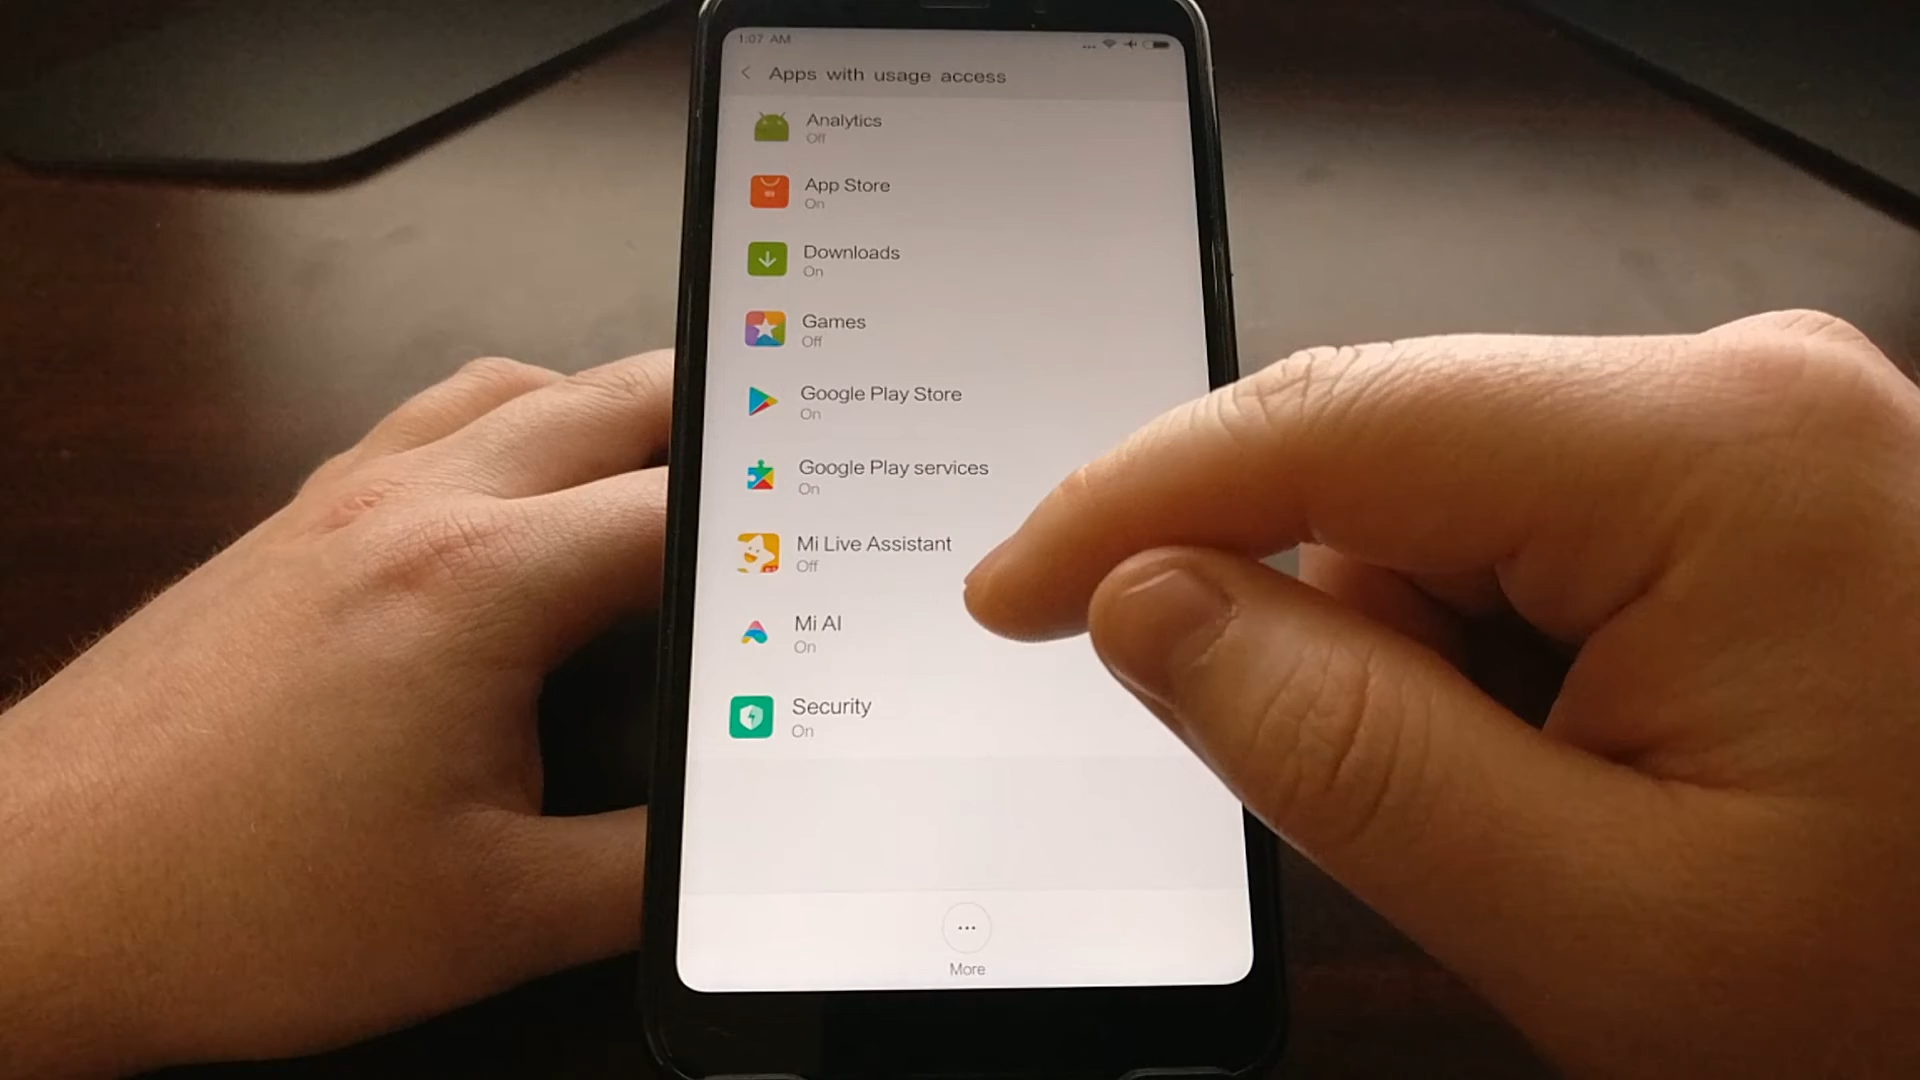 1:07 AM
Apps with usage access
Analytics
Off
App Store
On
Downloads
On
Games
Off
Google Play Store
On
Google Play services
On
Mi Live Assistant
Off
Mi AI
On
Security
On
More